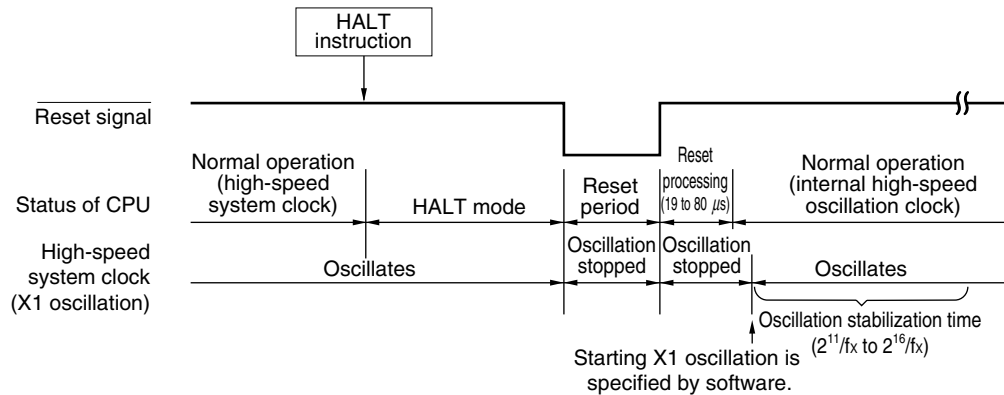 HALT
instruction
Reset signal
Status of CPU
Normal operation
(high-speed
system clock)
HALT mode
Reset
period
Reset
processing
(19 to 80 μs)
Normal operation
(internal high-speed
oscillation clock)
High-speed
system clock
(X1 oscillation)
Oscillates
Oscillation
stopped
Oscillation
stopped
Oscillates
Oscillation stabilization time
(2¹¹/fx to 2¹⁶/fx)
Starting X1 oscillation is
specified by software.